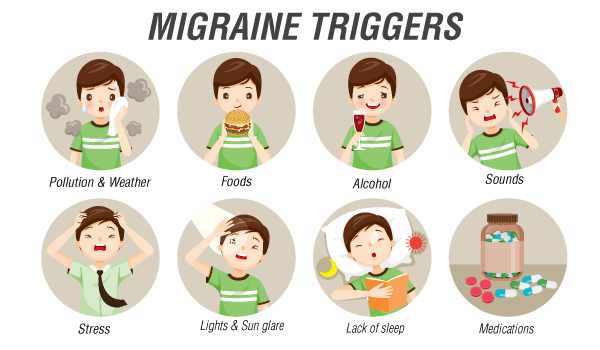 MIGRAINE TRIGGERS
Pollution & Weather
Foods
Alcohol
Sounds
Stress
Lights & Sun glare
Lack of sleep
Medications